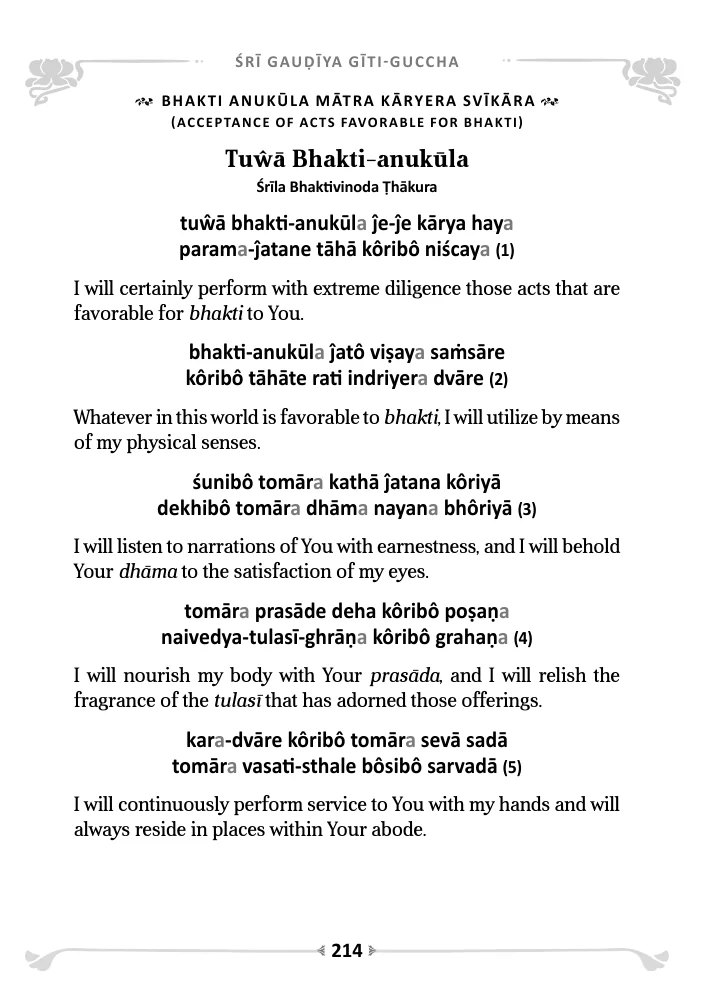 ŚRĪ GAUḌĪYA GĪTI-GUCCHA
BHAKTI ANUKŪLA MĀTRA KĀRYERA SVĪKĀRA
(ACCEPTANCE OF ACTS FAVORABLE FOR BHAKTI)
Tuŵā Bhakti-anukūla
Śrīla Bhaktivinoda Ṭhākura
tuŵā bhakti-anukūla ĵe-ĵe kārya haya
parama-ĵatane tāhā kôribô niścaya (1)
I will certainly perform with extreme diligence those acts that are
favorable for bhakti to You.
bhakti-anukūla ĵatô viṣaya saṁsāre
kôribô tāhāte rati indriyera dvāre (2)
Whatever in this world is favorable to bhakti, I will utilize by means
of my physical senses.
śunibô tomāra kathā ĵatana kôriyā
dekhibô tomāra dhāma nayana bhôriyā (3)
I will listen to narrations of You with earnestness, and I will behold
Your dhāma to the satisfaction of my eyes.
tomāra prasāde deha kôribô poṣaṇa
naivedya-tulasī-ghrāṇa kôribô grahaṇa (4)
I will nourish my body with Your prasāda, and I will relish the
fragrance of the tulasī that has adorned those offerings.
kara-dvāre kôribô tomāra sevā sadā
tomāra vasati-sthale bôsibô sarvadā (5)
I will continuously perform service to You with my hands and will
always reside in places within Your abode.
214